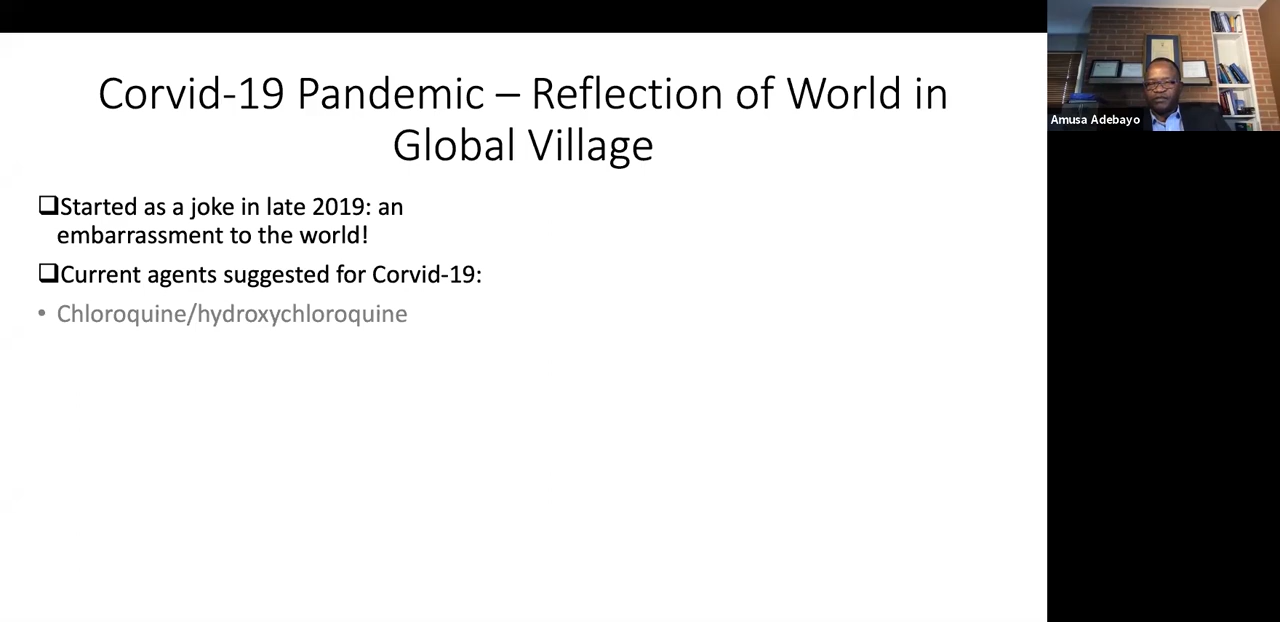 Corvid-19 Pandemic – Reflection of World in
Global Village
❑Started as a joke in late 2019: an
embarrassment to the world!
❑Current agents suggested for Corvid-19:
• Chloroquine/hydroxychloroquine
Amusa Adebayo